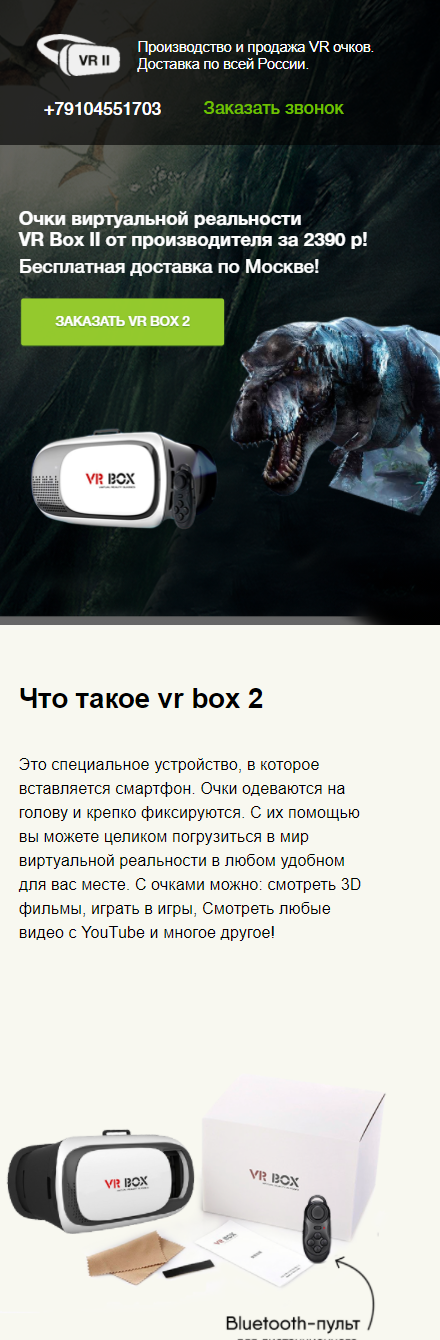 VR II
Производство и продажа VR очков.
Доставка по всей России.
+79104551703
Заказать звонок
Очки виртуальной реальности
VR Box II от производителя за 2390 р!
Бесплатная доставка по Москве!
ЗАКАЗАТЬ VR BOX 2
VR BOX
Что такое vr box 2
Это специальное устройство, в которое
вставляется смартфон. Очки одеваются на
голову и крепко фиксируются. С их помощью
вы можете целиком погрузиться в мир
виртуальной реальности в любом удобном
для вас месте. С очками можно: смотреть 3D
фильмы, играть в игры, Смотреть любые
видео с YouTube и многое другое!
VR BOX
VR BOX
VR BOX
Bluetooth-пульт